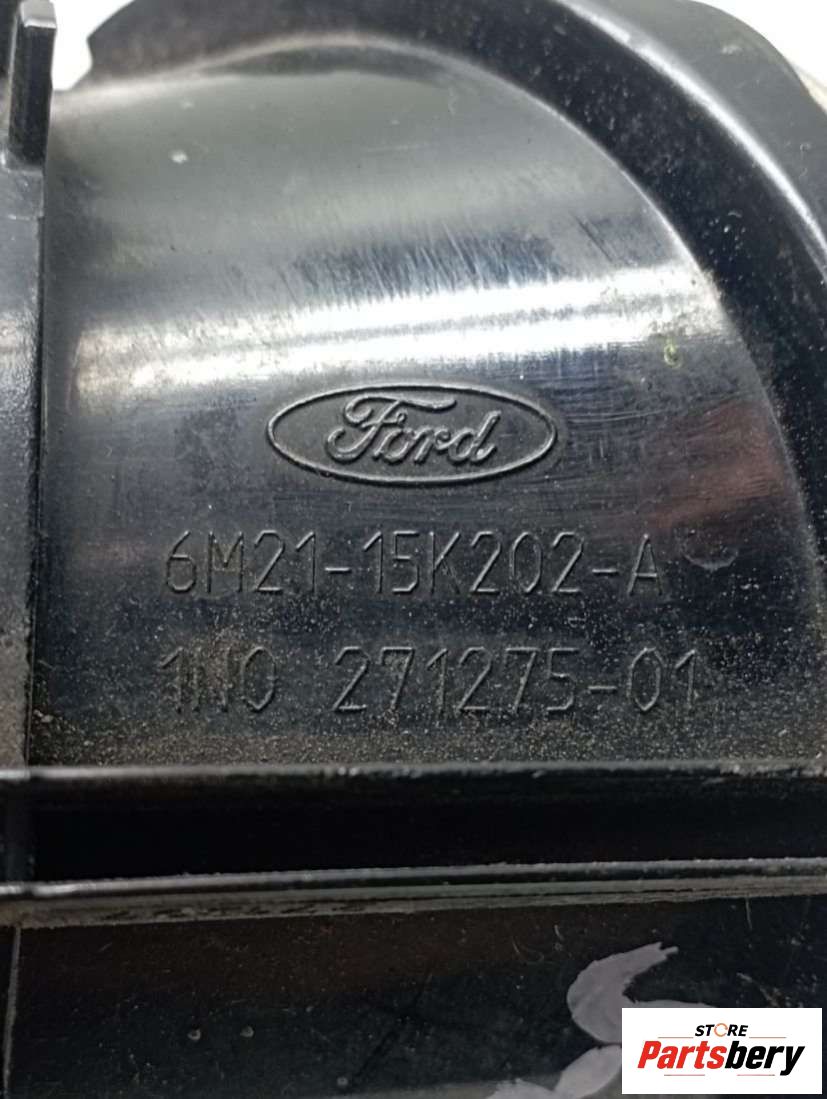 Ford
6M21-15K202-A
1N0 271275-01
STORE
Partsbery